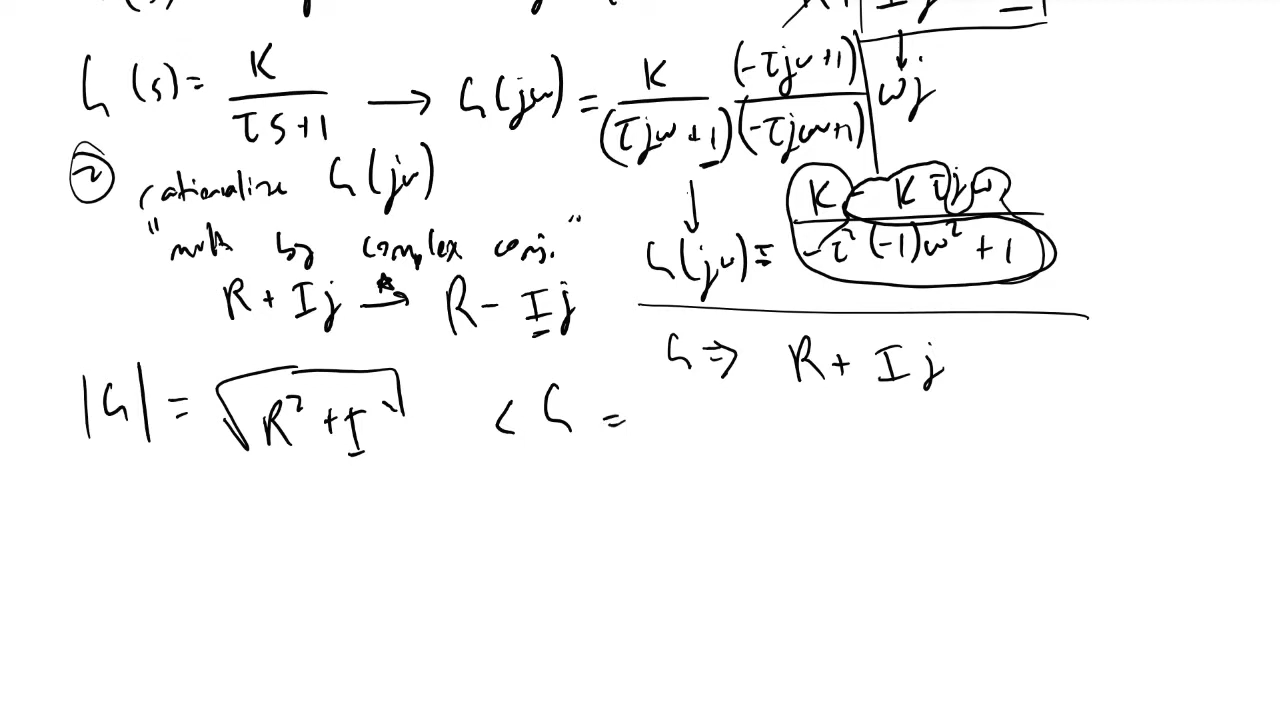 G(s) = K / (τs+1) → G(jω) = K / (τjω + 1) (-τjω+1) / (-τjω+1)
ωj
② rationalize G(jω)
"mult by complex conj."
G(jω) = K - Kτjω / -τ²(-1)ω² + 1
R + Ij →* R - Ij
G ⇒ R + Ij
|G| = √R² + I² < G =